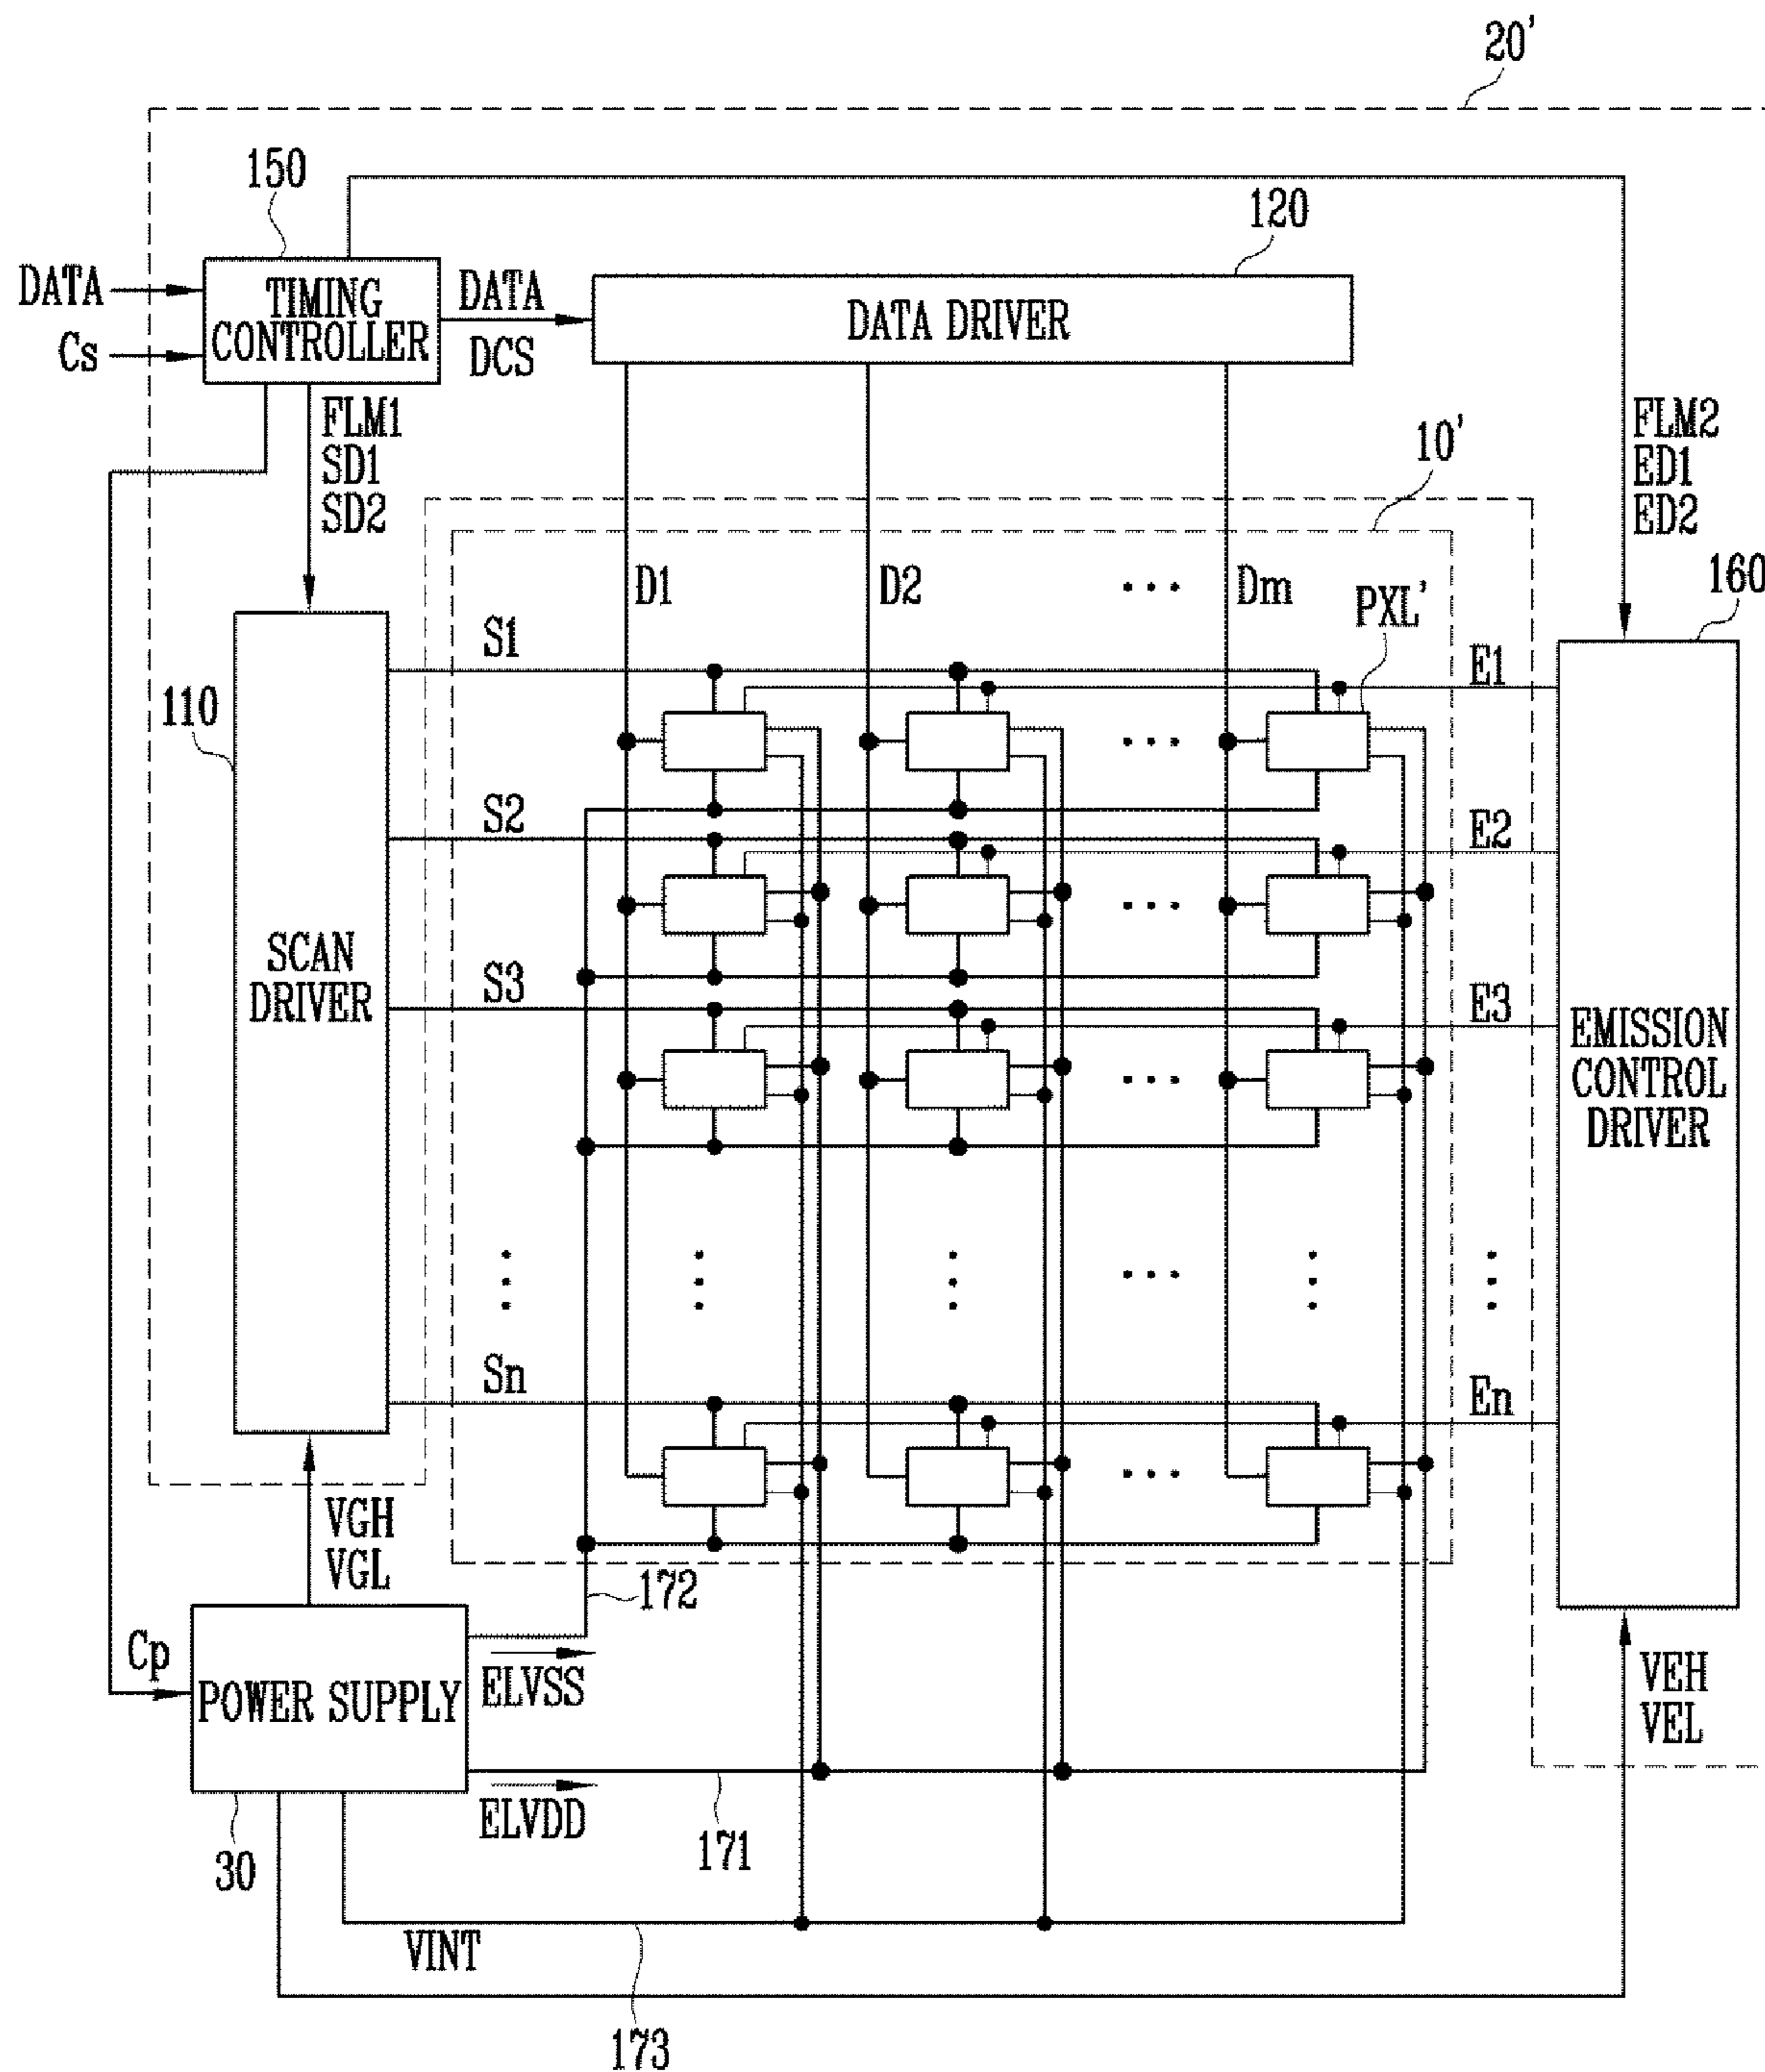 20'
150
120
DATA
Cs
TIMING
CONTROLLER
DATA
DCS
DATA DRIVER
FLM1
SD1
SD2
10'
FLM2
ED1
ED2
D1
D2
Dm
PXL'
160
110
S1
E1
S2
E2
SCAN
DRIVER
S3
E3
EMISSION
CONTROL
DRIVER
Sn
En
VGH
VGL
172
Cp
POWER SUPPLY
ELVSS
VEH
VEL
ELVDD
171
30
VINT
173